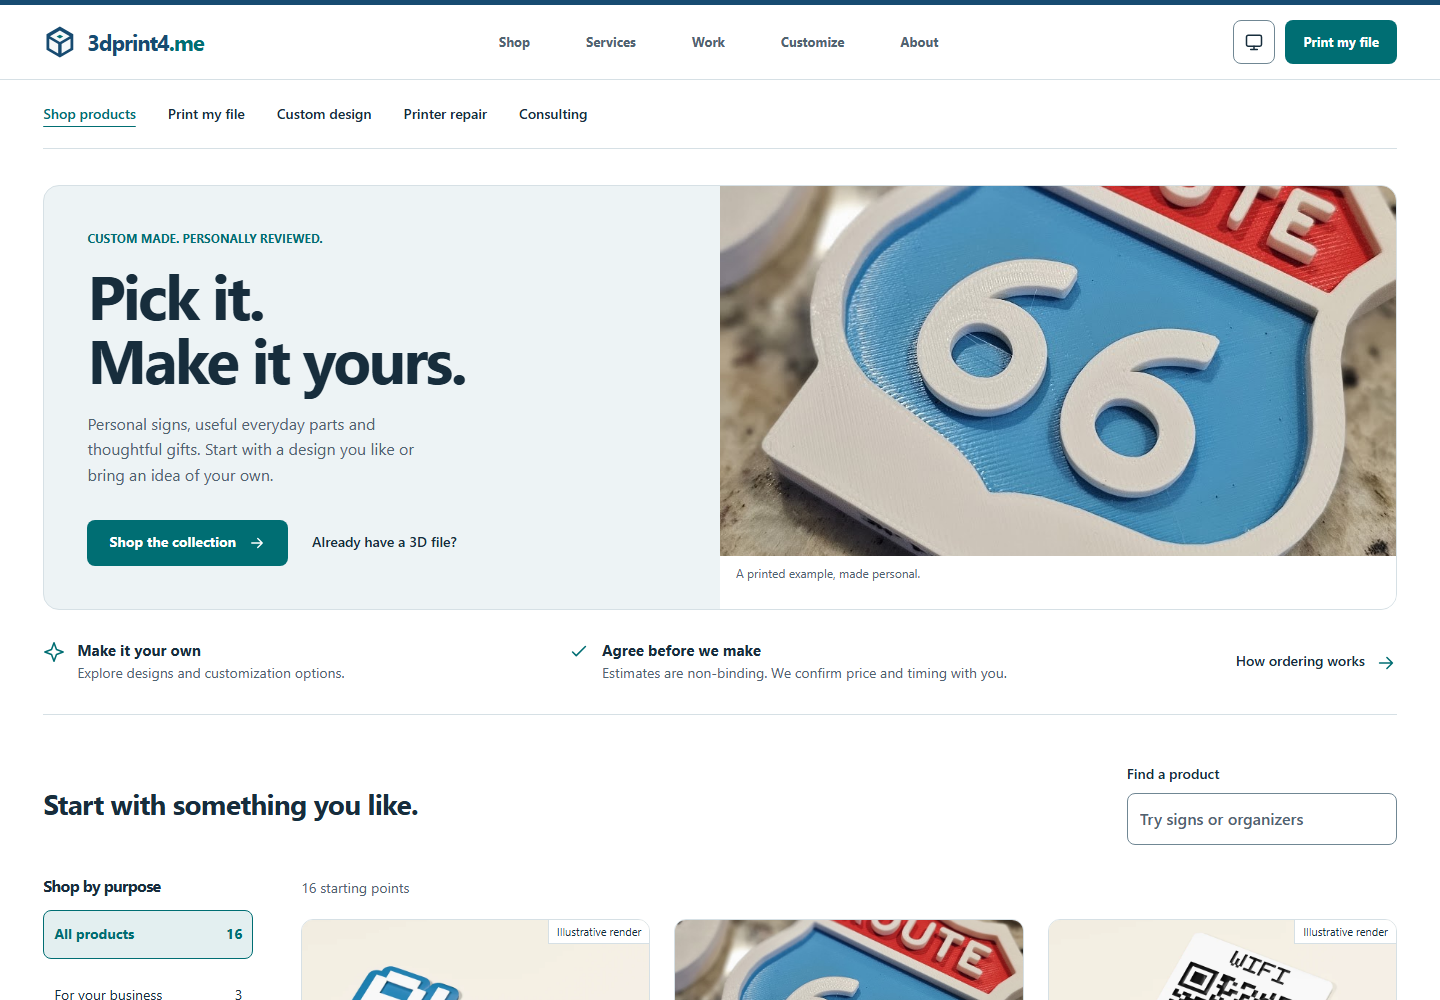 3dprint4.me
Shop
Services
Work
Customize
About
Print my file
Shop products
Print my file
Custom design
Printer repair
Consulting
CUSTOM MADE. PERSONALLY REVIEWED.
Pick it.
Make it yours.
Personal signs, useful everyday parts and
thoughtful gifts. Start with a design you like or
bring an idea of your own.
Shop the collection
Already have a 3D file?
66
A printed example, made personal.
Make it your own
Explore designs and customization options.
Agree before we make
Estimates are non-binding. We confirm price and timing with you.
How ordering works
Start with something you like.
Find a product
Try signs or organizers
Shop by purpose
16 starting points
All products 16
For your business 3
Illustrative render
ROUTE
Illustrative render
WIFI